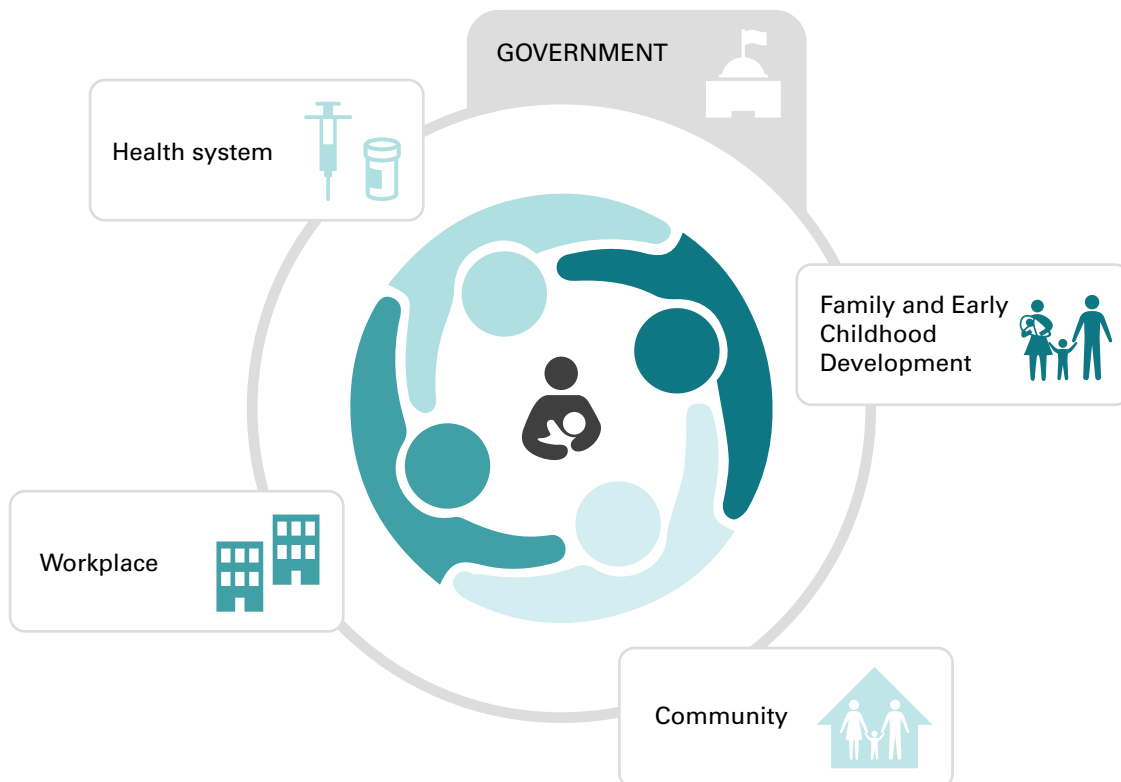 GOVERNMENT
Health system
Family and Early
Childhood
Development
Workplace
Community